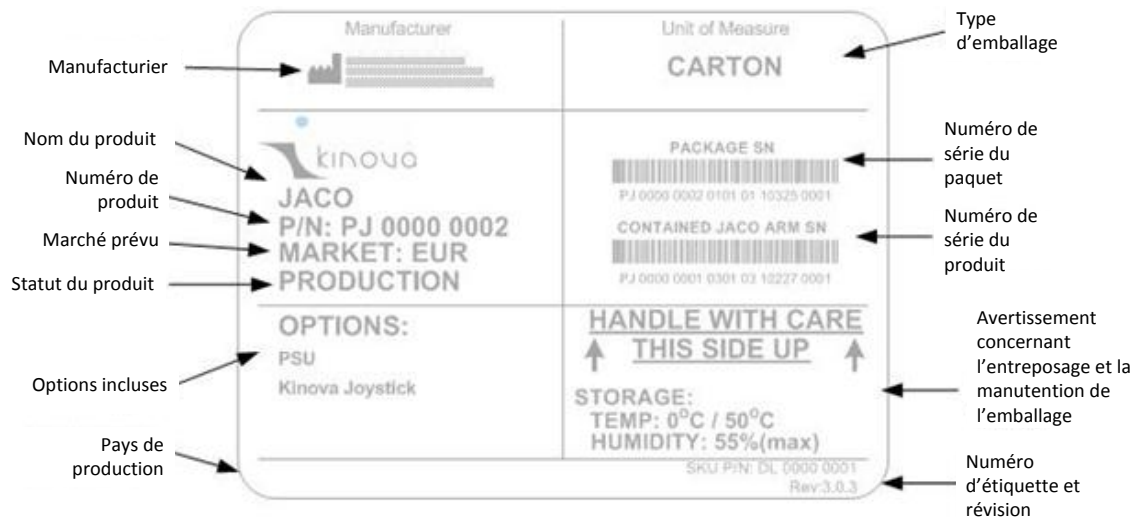 Manufacturer
Unit of Measure
CARTON
Type
d’emballage
Manufacturier
Nom du produit
Numéro de
produit
Marché prévu
Statut du produit
kinova
JACO
P/N: PJ 0000 0002
MARKET: EUR
PRODUCTION
PACKAGE SN
PJ 0000 0002 0101 01 10325 0001
CONTAINED JACO ARM SN
PJ 0000 0001 0301 03 10227 0001
Numéro de
série du
paquet
Numéro de
série du
produit
Options incluses
Pays de
production
OPTIONS:
PSU
Kinova Joystick
HANDLE WITH CARE
THIS SIDE UP
STORAGE:
TEMP: 0°C / 50°C
HUMIDITY: 55%(max)
SKU P/N: DL 0000 0001
Rev:3.0.3
Avertissement
concernant
l’entreposage et la
manutention de
l’emballage
Numéro
d’étiquette et
révision